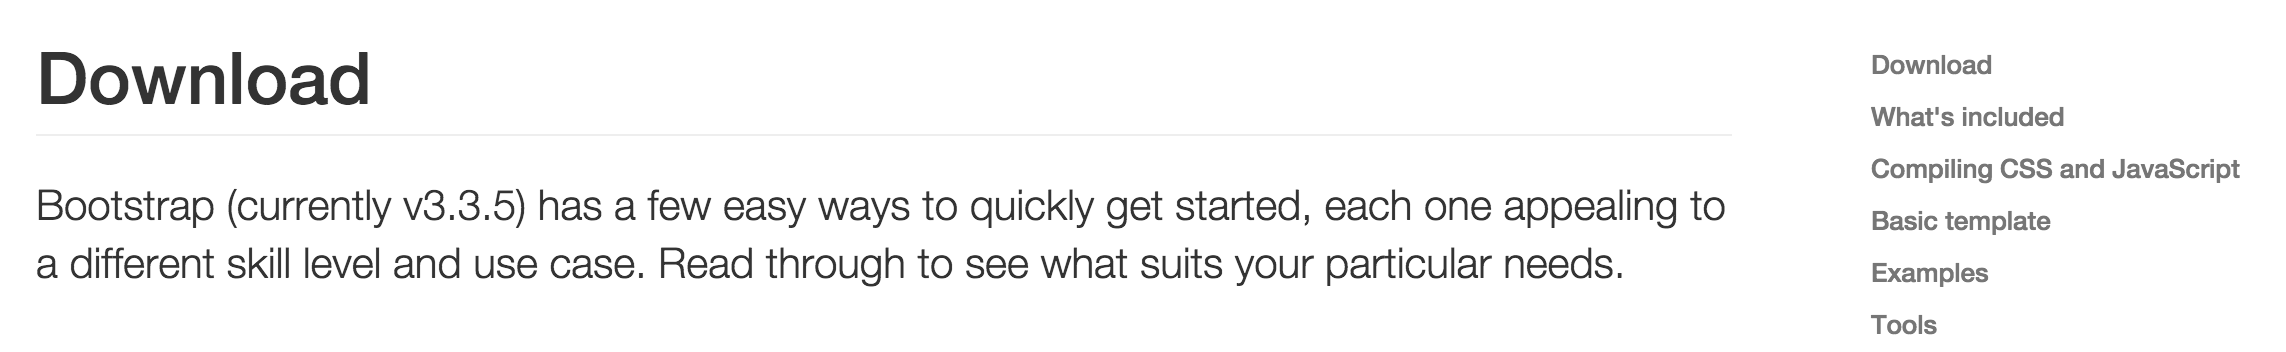 Download
Bootstrap (currently v3.3.5) has a few easy ways to quickly get started, each one appealing to
a different skill level and use case. Read through to see what suits your particular needs.
Download
What's included
Compiling CSS and JavaScript
Basic template
Examples
Tools